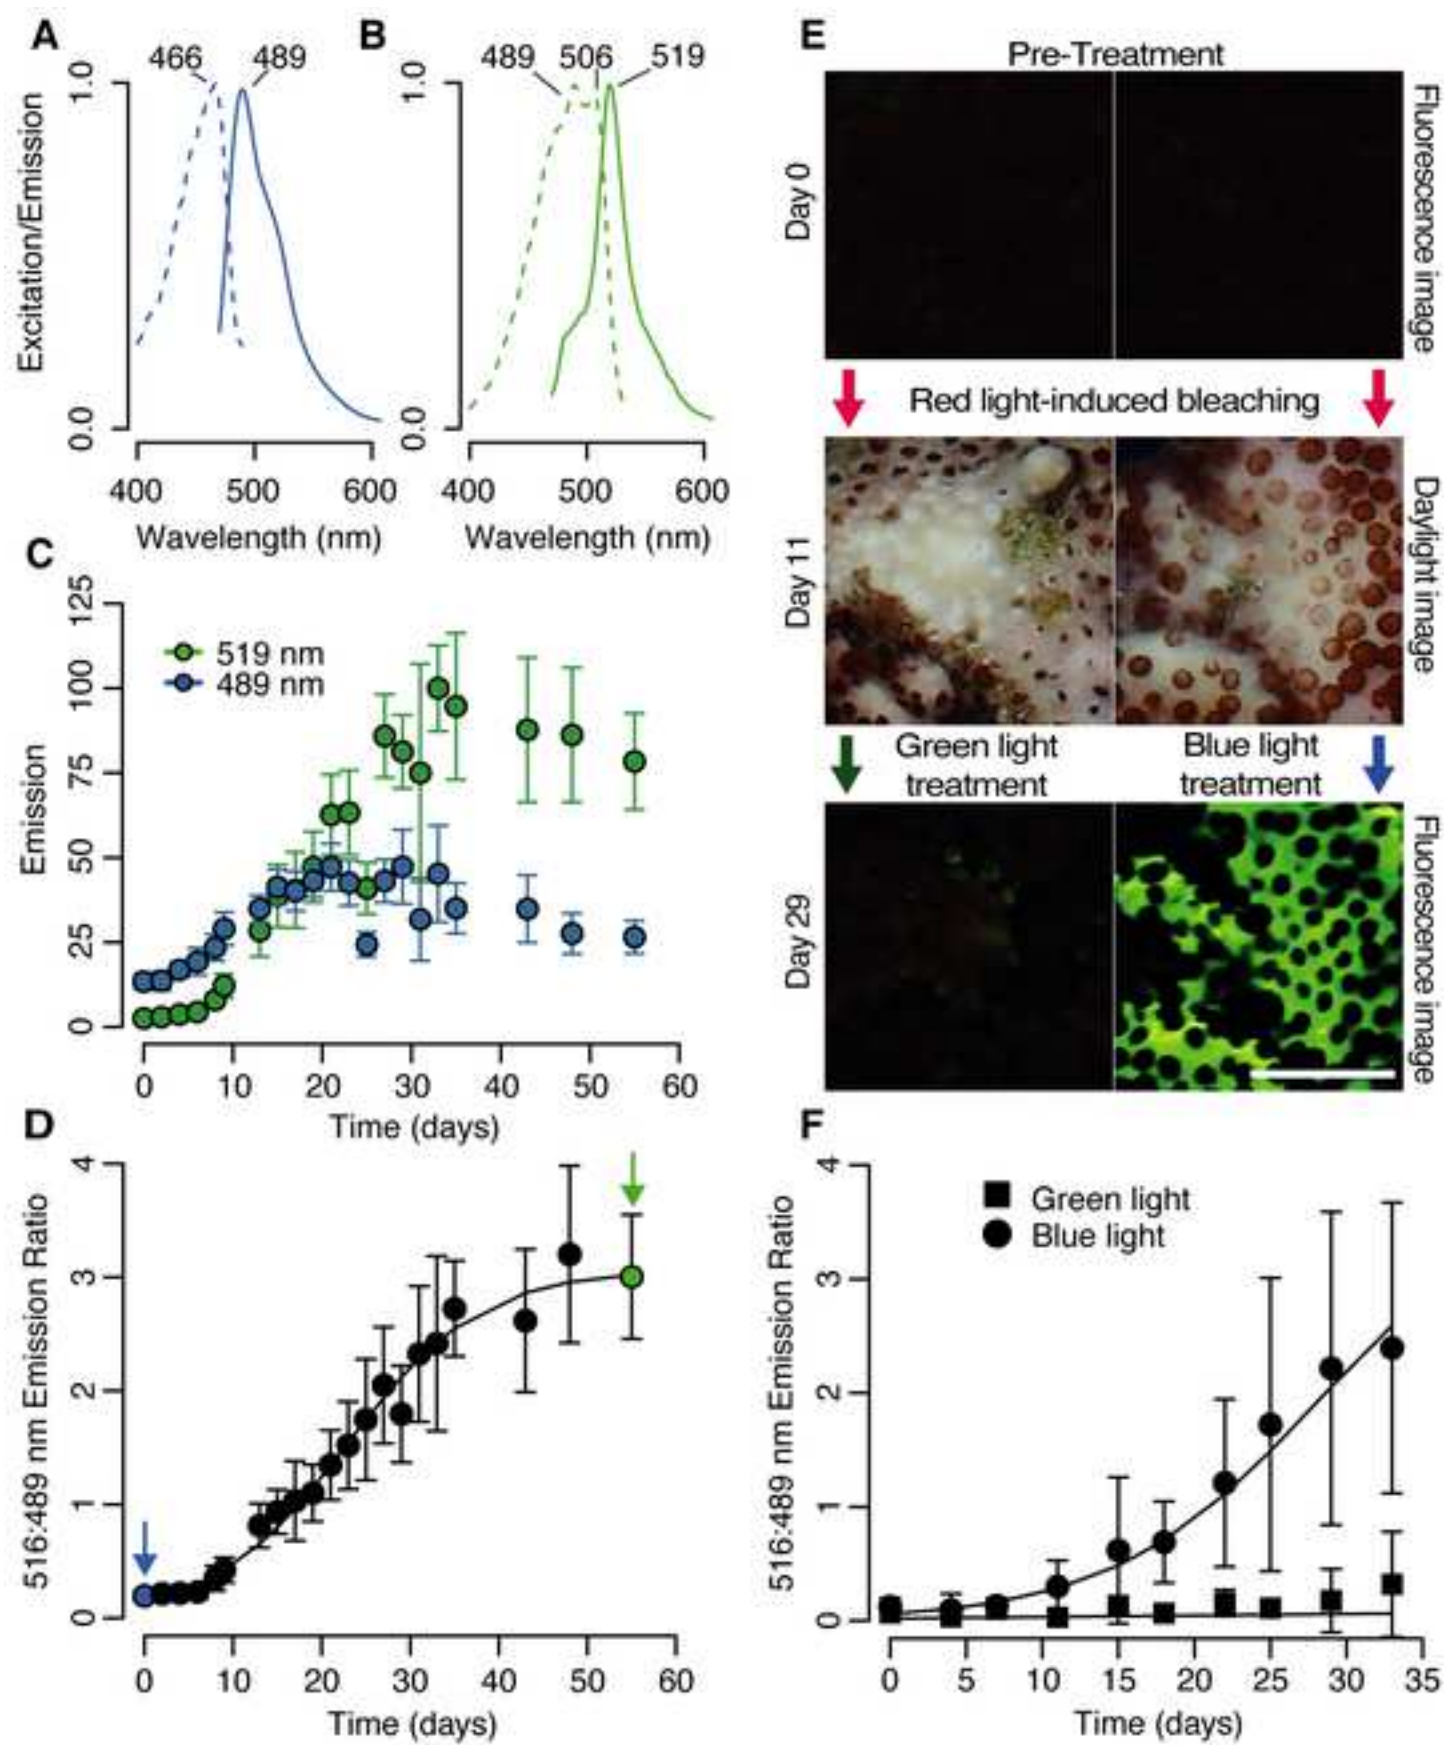 A
466
489
1.0
0.0
Excitation/Emission
400
500
600
Wavelength (nm)
B
489
506
519
1.0
0.0
400
500
600
Wavelength (nm)
C
519 nm
489 nm
125
100
75
50
25
0
Emission
0
10
20
30
40
50
60
Time (days)
D
4
3
2
1
0
516:489 nm Emission Ratio
0
10
20
30
40
50
60
Time (days)
E
Pre-Treatment
Day 0
Fluorescence image
Red light-induced bleaching
Day 11
Daylight image
Green light
treatment
Blue light
treatment
Day 29
Fluorescence image
F
Green light
Blue light
4
3
2
1
0
516:489 nm Emission Ratio
0
5
10
15
20
25
30
35
Time (days)